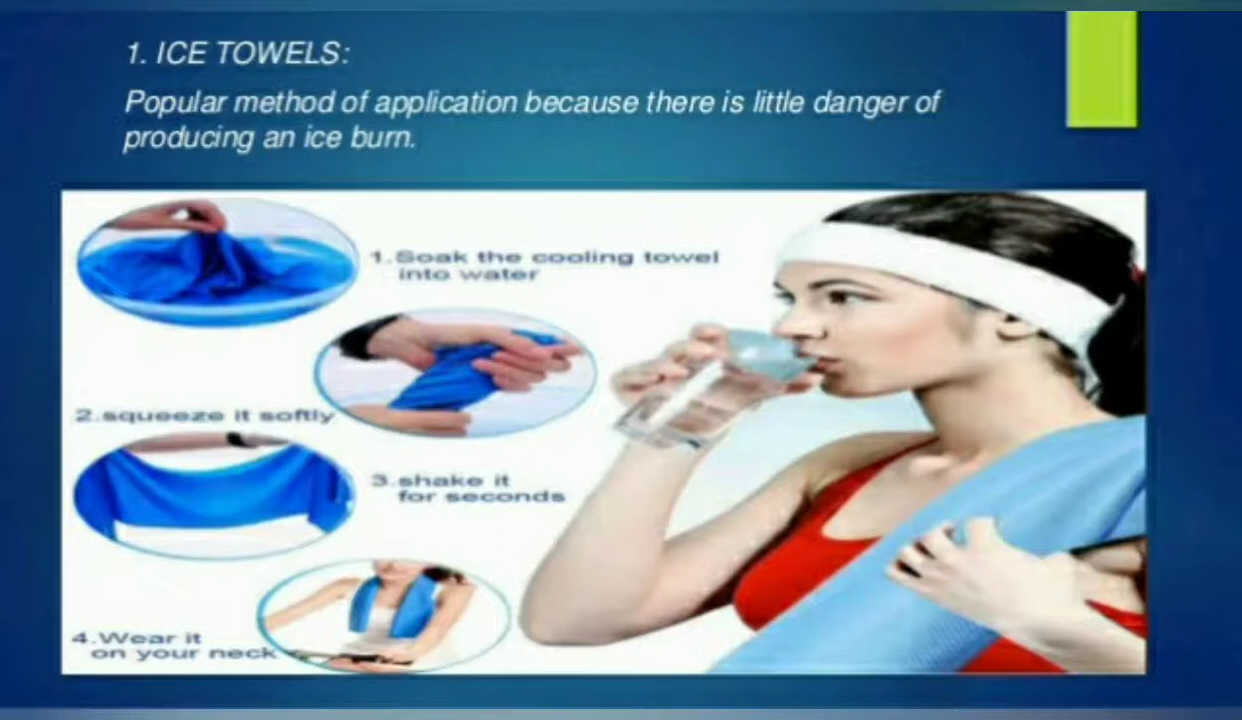 1. ICE TOWELS:
Popular method of application because there is little danger of
producing an ice burn.
1.Soak the cooling towel
into water
2.squeeze it softly
3.shake it
for seconds
4.Wear it
on your neck